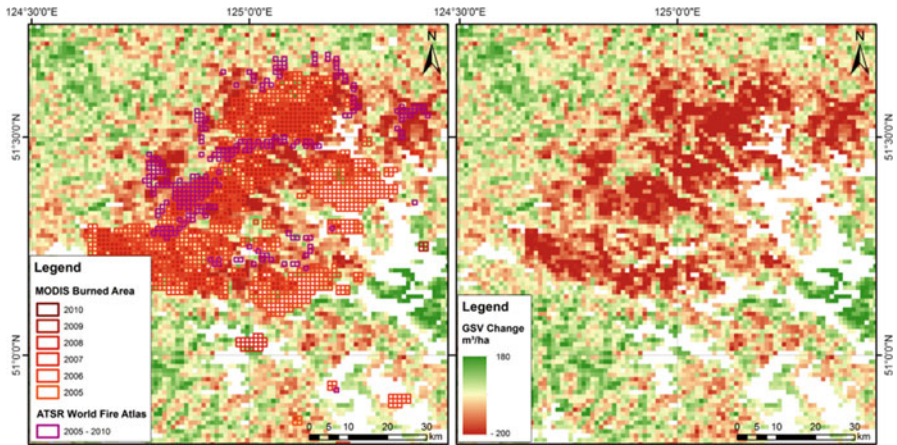 124°30'0"E 125°0'0"E
N
51°30'0"N
51°0'0"N
Legend
MODIS Burned Area
2010
2009
2008
2007
2006
2005
ATSR World Fire Atlas
2005 - 2010
0 5 10 20 30
km
124°30'0"E 125°0'0"E
N
51°30'0"N
51°0'0"N
Legend
GSV Change
m³/ha
180
- 200
0 5 10 20 30
km